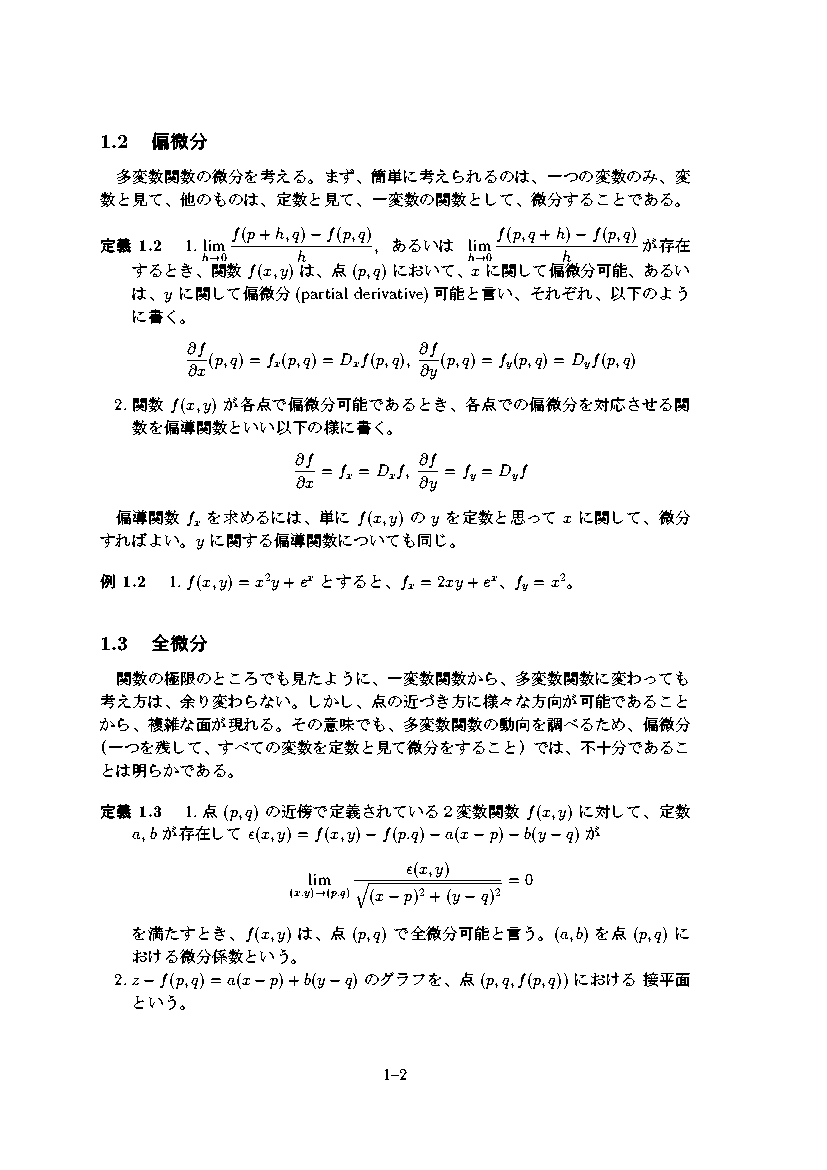 1.2 偏微分
多変数関数の微分を考える。まず、簡単に考えられるのは、一つの変数のみ、変
数と見て、他のものは、定数と見て、一変数の関数として、微分することである。
定義 1.2 1. lim_{h→0} \frac{f(p + h, q) − f(p, q)}{h}, あるいは lim_{h→0} \frac{f(p, q + h) − f(p, q)}{h} が存在
するとき、関数 f(x, y) は、点 (p, q) において、x に関して偏微分可能、あるい
は、y に関して偏微分 (partial derivative) 可能と言い、それぞれ、以下のよう
に書く。
\frac{∂f}{∂x}(p, q) = f_x(p, q) = D_x f(p, q), \frac{∂f}{∂y}(p, q) = f_y(p, q) = D_y f(p, q)
2. 関数 f(x, y) が各点で偏微分可能であるとき、各点での偏微分を対応させる関
数を偏導関数といい以下の様に書く。
\frac{∂f}{∂x} = f_x = D_x f, \frac{∂f}{∂y} = f_y = D_y f
偏導関数 f_x を求めるには、単に f(x, y) の y を定数と思って x に関して、微分
すればよい。y に関する偏導関数についても同じ。
例 1.2 1. f(x, y) = x²y + e^x とすると、f_x = 2xy + e^x、f_y = x²。
1.3 全微分
関数の極限のところでも見たように、一変数関数から、多変数関数に変わっても
考え方は、余り変わらない。しかし、点の近づき方に様々な方向が可能であること
から、複雑な面が現れる。その意味でも、多変数関数の動向を調べるため、偏微分
(一つを残して、すべての変数を定数と見て微分をすること) では、不十分であるこ
とは明らかである。
定義 1.3 1. 点 (p, q) の近傍で定義されている２変数関数 f(x, y) に対して、定数
a, b が存在して ϵ(x, y) = f(x, y) − f(p.q) − a(x − p) − b(y − q) が
lim_{(x.y)→(p.q)} \frac{ϵ(x, y)}{\sqrt{(x − p)² + (y − q)²}} = 0
を満たすとき、f(x, y) は、点 (p, q) で全微分可能と言う。(a, b) を点 (p, q) に
おける微分係数という。
2. z − f(p, q) = a(x − p) + b(y − q) のグラフを、点 (p, q, f(p, q)) における 接平面
という。
1–2